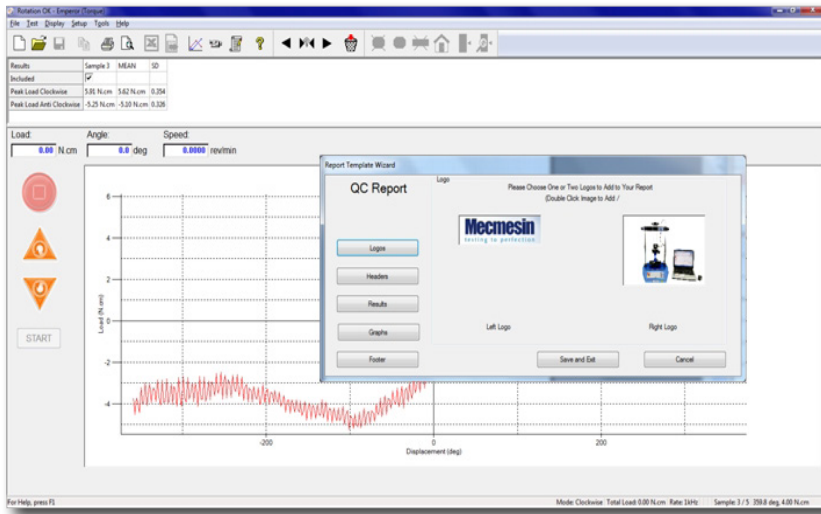 Rotation OK - Emperor (Torque)
File Test Display Setup Tools Help
Results Sample 3 MEAN SD
Included
Peak Load Clockwise 5.91 N.cm 5.62 N.cm 0.354
Peak Load Anti Clockwise -5.25 N.cm -5.10 N.cm 0.326
Load: Angle: Speed:
0.00 N.cm 0.0 deg 0.0000 rev/min
START
6
4
2
0
-2
-4
Load (N.cm)
-200 0 200
Displacement (deg)
Report Template Wizard
QC Report
Logos
Headers
Results
Graphs
Footer
Logo
Please Choose One or Two Logos to Add to Your Report
(Double Click Image to Add /
Mecmesin
testing to perfection
Left Logo Right Logo
Save and Exit Cancel
For Help, press F1
Mode: Clockwise Total Load 0.00 N.cm Rate: 1kHz Sample: 3 / 5 359.8 deg, 4.00 N.cm